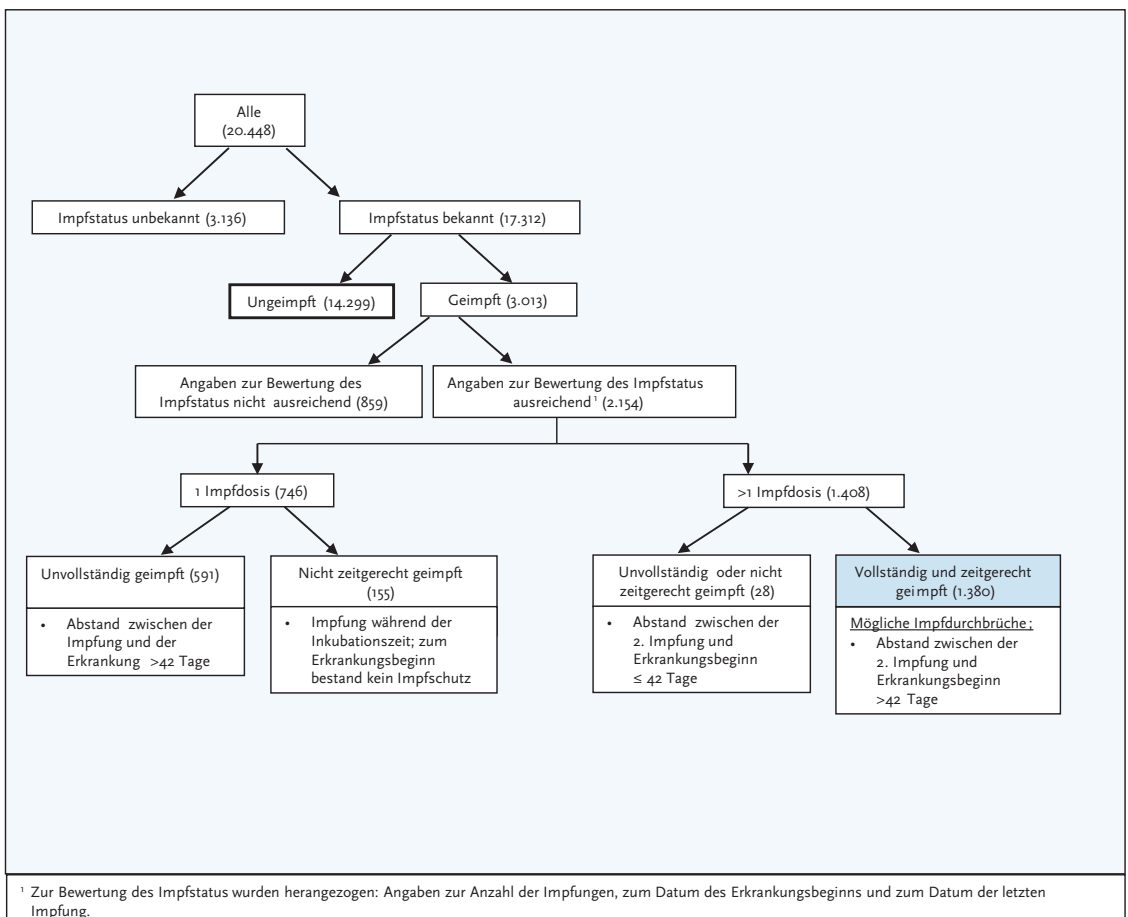 Alle
(20.448)
Impfstatus unbekannt (3.136)
Impfstatus bekannt (17.312)
Ungeimpft (14.299)
Geimpft (3.013)
Angaben zur Bewertung des
Impfstatus nicht ausreichend (859)
Angaben zur Bewertung des Impfstatus
ausreichend¹ (2.154)
1 Impfdosis (746)
>1 Impfdosis (1.408)
Unvollständig geimpft (591)
• Abstand zwischen der
Impfung und der
Erkrankung >42 Tage
Nicht zeitgerecht geimpft
(155)
• Impfung während der
Inkubationszeit; zum
Erkrankungsbeginn
bestand kein Impfschutz
Unvollständig oder nicht
zeitgerecht geimpft (28)
• Abstand zwischen der
2. Impfung und
Erkrankungsbeginn
≤ 42 Tage
Vollständig und zeitgerecht
geimpft (1.380)
Mögliche Impfdurchbrüche;
• Abstand zwischen der
2. Impfung und
Erkrankungsbeginn
>42 Tage
¹ Zur Bewertung des Impfstatus wurden herangezogen: Angaben zur Anzahl der Impfungen, zum Datum des Erkrankungsbeginns und zum Datum der letzten
Impfung.